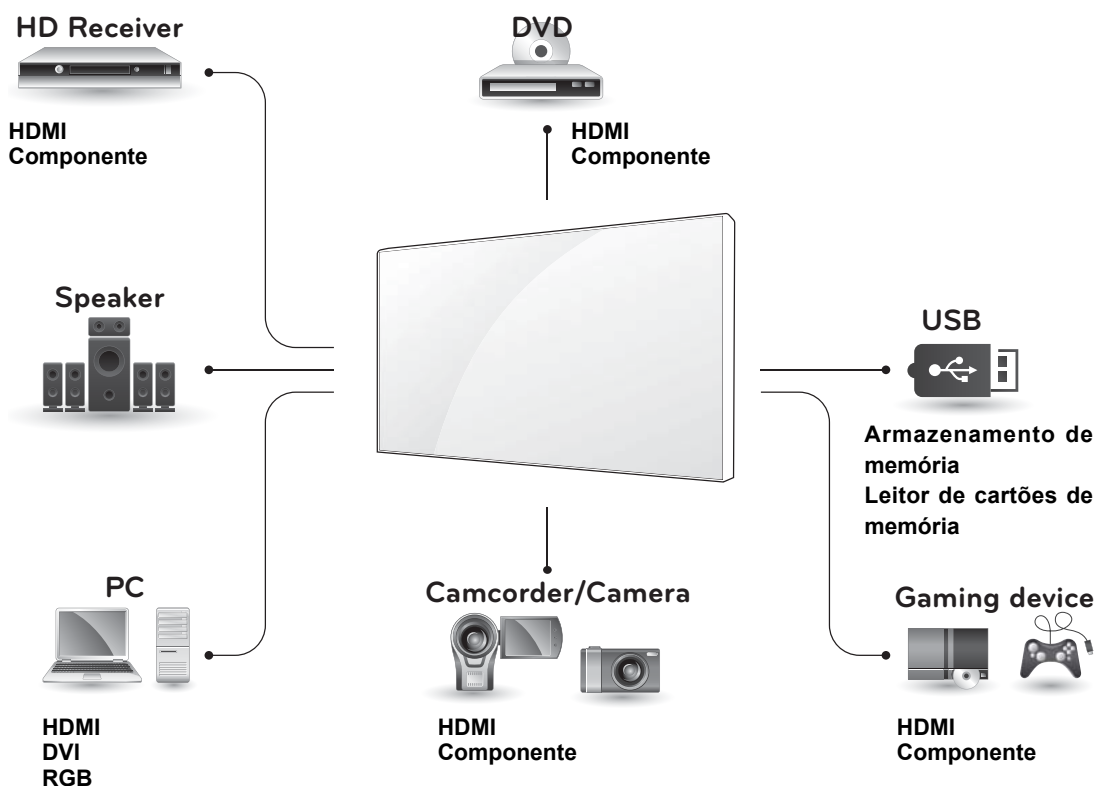 HD Receiver
HDMI
Componente
DVD
HDMI
Componente
Speaker
USB
Armazenamento de
memória
Leitor de cartões de
memória
PC
HDMI
DVI
RGB
Camcorder/Camera
HDMI
Componente
Gaming device
HDMI
Componente